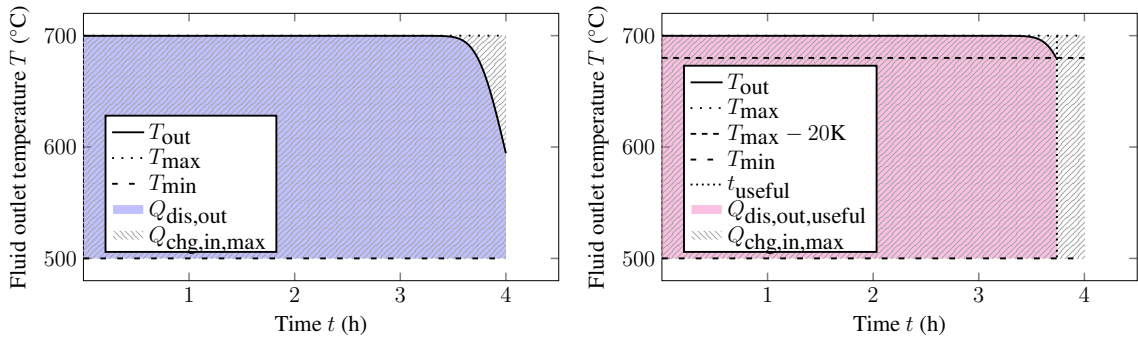 Fluid outlet temperature T (°C)
700
600
500
T_out
T_max
T_min
Q_dis,out
Q_chg,in,max
1 2 3 4
Time t (h)
Fluid outlet temperature T (°C)
700
600
500
T_out
T_max
T_max − 20K
T_min
t_useful
Q_dis,out,useful
Q_chg,in,max
1 2 3 4
Time t (h)